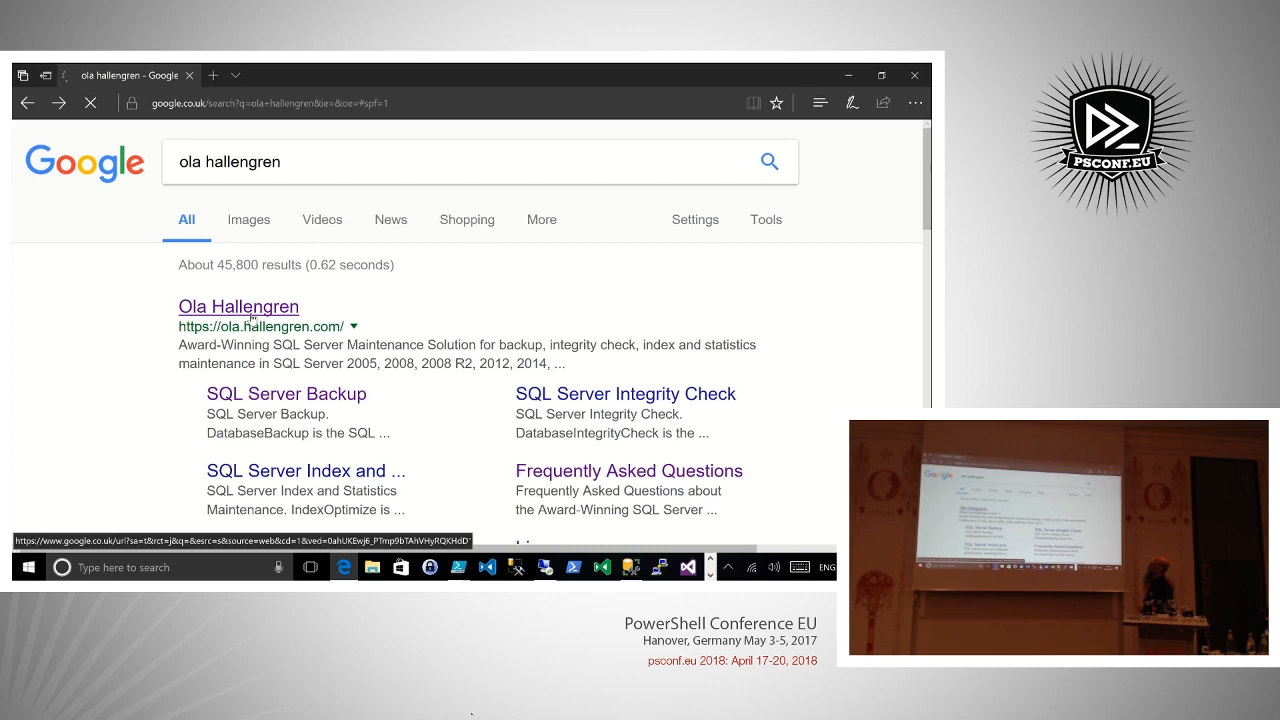 ola hallengren - Google
google.co.uk/search?q=ola+hallengren&ie=&oe=#spf=1
Google
ola hallengren
All Images Videos News Shopping More Settings Tools
About 45,800 results (0.62 seconds)
Ola Hallengren
https://ola.hallengren.com/
Award-Winning SQL Server Maintenance Solution for backup, integrity check, index and statistics
maintenance in SQL Server 2005, 2008, 2008 R2, 2012, 2014, ...
SQL Server Backup
SQL Server Backup.
DatabaseBackup is the SQL ...
SQL Server Integrity Check
SQL Server Integrity Check.
DatabaseIntegrityCheck is the ...
SQL Server Index and ...
SQL Server Index and Statistics
Maintenance. IndexOptimize is ...
Frequently Asked Questions
Frequently Asked Questions about
the Award-Winning SQL Server ...
Type here to search
ENG
PSCONF.EU
Google
PowerShell Conference EU
Hanover, Germany May 3-5, 2017
psconf.eu 2018: April 17-20, 2018